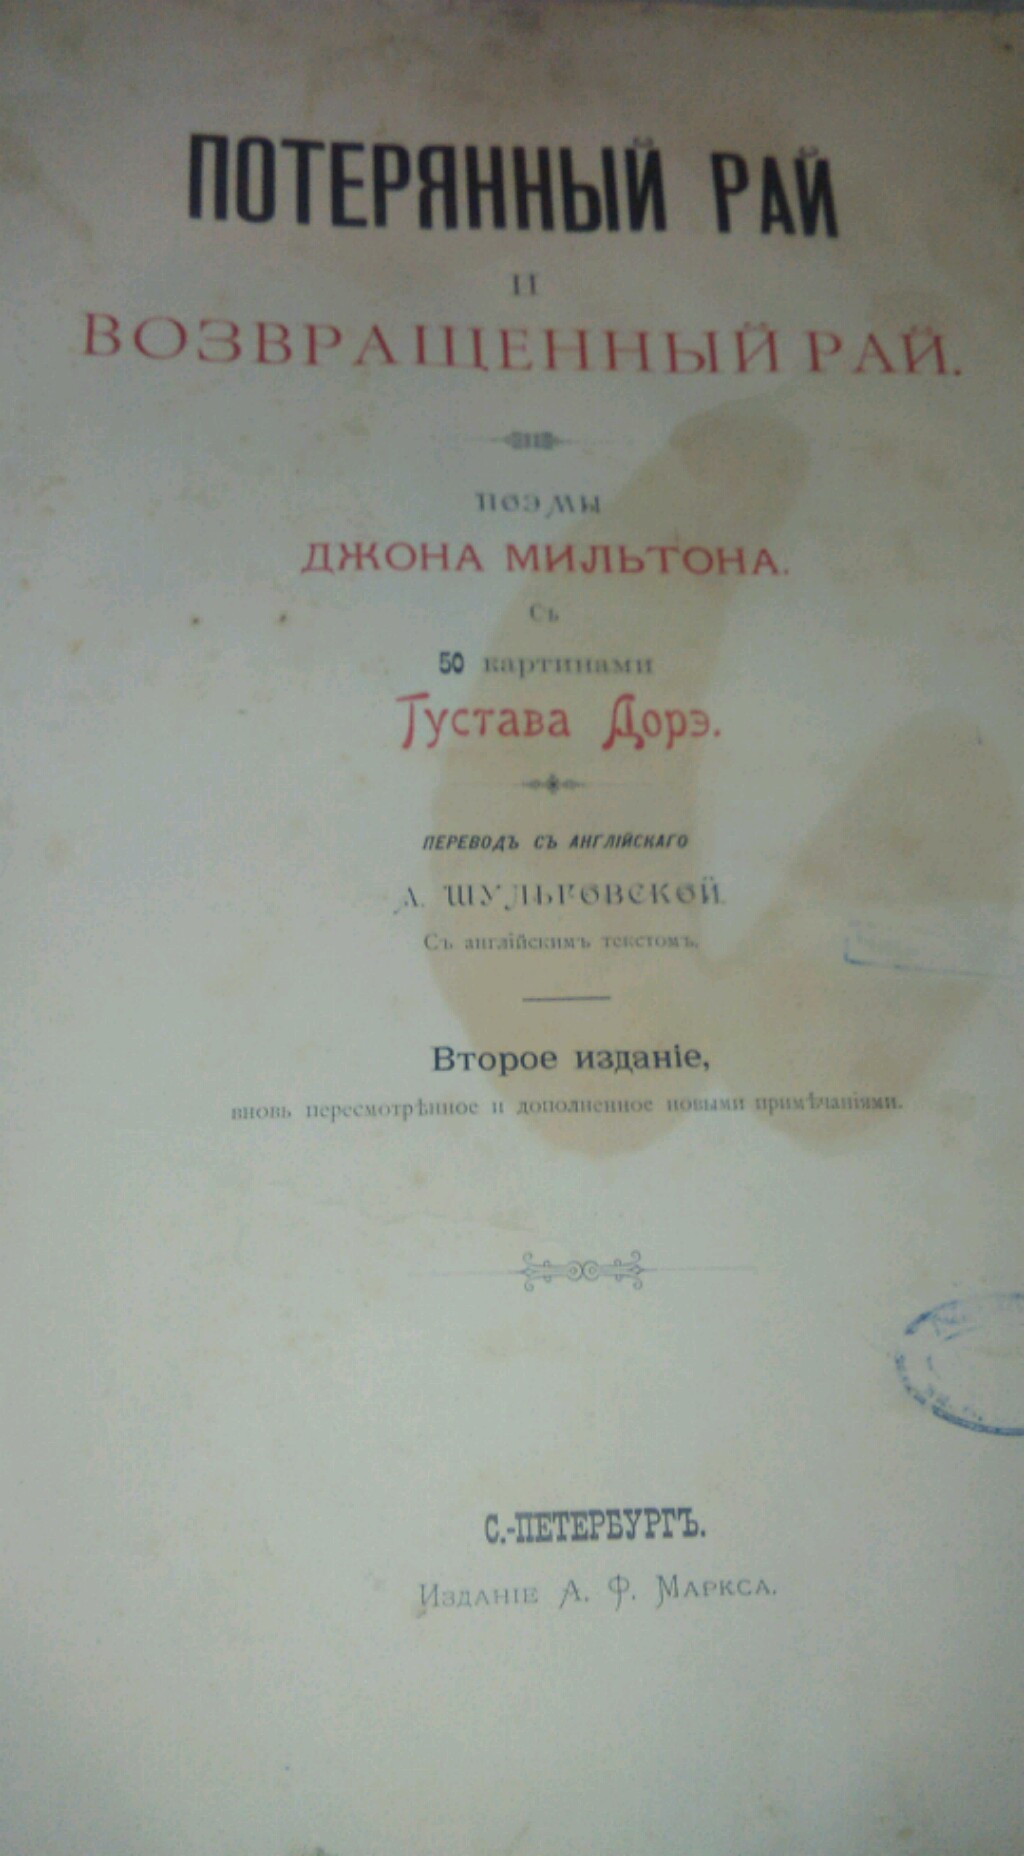 ПОТЕРЯННЫЙ РАЙ
И
ВОЗВРАЩЕННЫЙ РАЙ.
ПОЭМЫ
ДЖОНА МИЛЬТОНА.
Съ
50 картинами
Густава Дорэ.
ПЕРЕВОДЪ СЪ АНГЛІЙСКАГО
А. ШУЛЬГОВСКОЙ.
Съ англійскимъ текстомъ.
Второе изданіе,
вновь пересмотрѣнное и дополненное новыми примѣчаніями.
С.-ПЕТЕРБУРГЪ.
Изданіе А. Ф. Маркса.